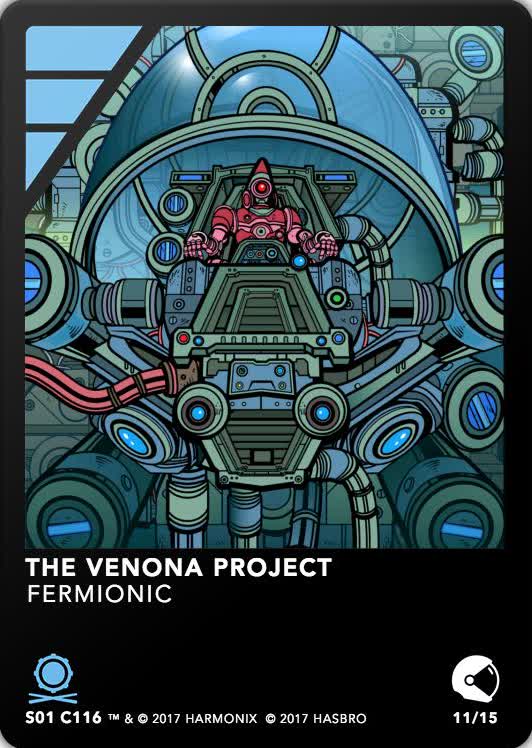 THE VENONA PROJECT
FERMIONIC
S01 C116 ™ & © 2017 HARMONIX © 2017 HASBRO
11/15